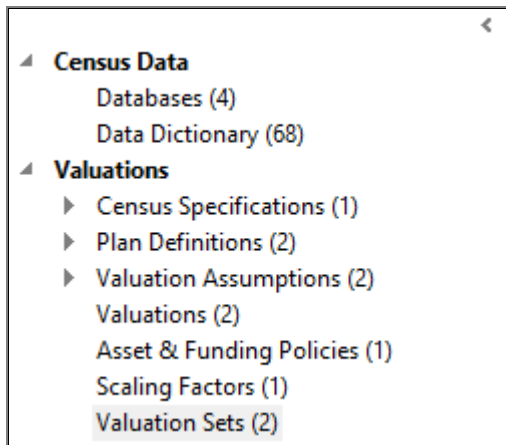 Census Data
Databases (4)
Data Dictionary (68)
Valuations
Census Specifications (1)
Plan Definitions (2)
Valuation Assumptions (2)
Valuations (2)
Asset & Funding Policies (1)
Scaling Factors (1)
Valuation Sets (2)